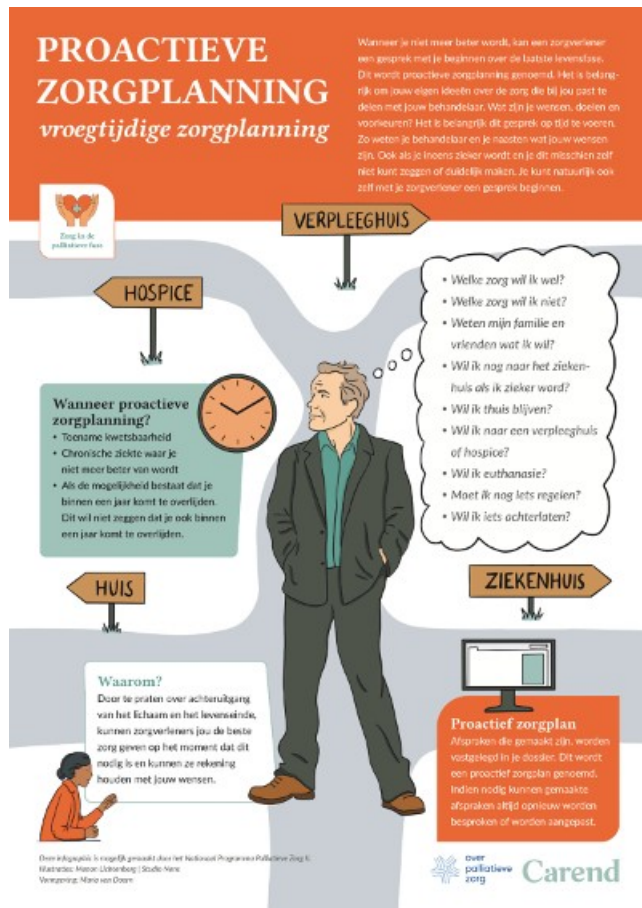 PROACTIEVE
ZORGPLANNING
vroegtijdige zorgplanning
Wanneer je niet meer beter wordt, kan een zorgverlener
een gesprek met je beginnen over de laatste levensfase.
Dit wordt proactieve zorgplanning genoemd. Het is belang-
rijk om jouw eigen ideeën over de zorg die bij jou past te
delen met jouw behandelaar. Wat zijn je wensen, doelen en
voorkeuren? Het is belangrijk dit gesprek op tijd te voeren.
Zo weten je behandelaar en je naasten wat jouw wensen
zijn. Ook als je ineens zieker wordt en je dit misschien zelf
niet kunt zeggen of duidelijk maken. Je kunt natuurlijk ook
zelf met je zorgverlener een gesprek beginnen.
Zorg in de
palliatieve fase
VERPLEEGHUIS
HOSPICE
• Welke zorg wil ik wel?
• Welke zorg wil ik niet?
• Weten mijn familie en
vrienden wat ik wil?
• Wil ik nog naar het zieken-
huis als ik zieker word?
• Wil ik thuis blijven?
• Wil ik naar een verpleeghuis
of hospice?
• Wil ik euthanasie?
• Moet ik nog iets regelen?
• Wil ik iets achterlaten?
Wanneer proactieve
zorgplanning?
• Toename kwetsbaarheid
• Chronische ziekte waar je
niet meer beter van wordt
• Als de mogelijkheid bestaat dat je
binnen een jaar komt te overlijden.
Dit wil niet zeggen dat je ook binnen
een jaar komt te overlijden.
HUIS
ZIEKENHUIS
Waarom?
Door te praten over achteruitgang
van het lichaam en het levenseinde,
kunnen zorgverleners jou de beste
zorg geven op het moment dat dit
nodig is en kunnen ze rekening
houden met jouw wensen.
Proactief zorgplan
Afspraken die gemaakt zijn, worden
vastgelegd in je dossier. Dit wordt
een proactief zorgplan genoemd.
Indien nodig kunnen gemaakte
afspraken altijd opnieuw worden
besproken of worden aangepast.
Deze infographic is mogelijk gemaakt door het Nationaal Programma Palliatieve Zorg II.
Illustraties: Manon | Studio Nons
Vormgeving: Maria van Doorn
over
palliatieve
zorg
Carend